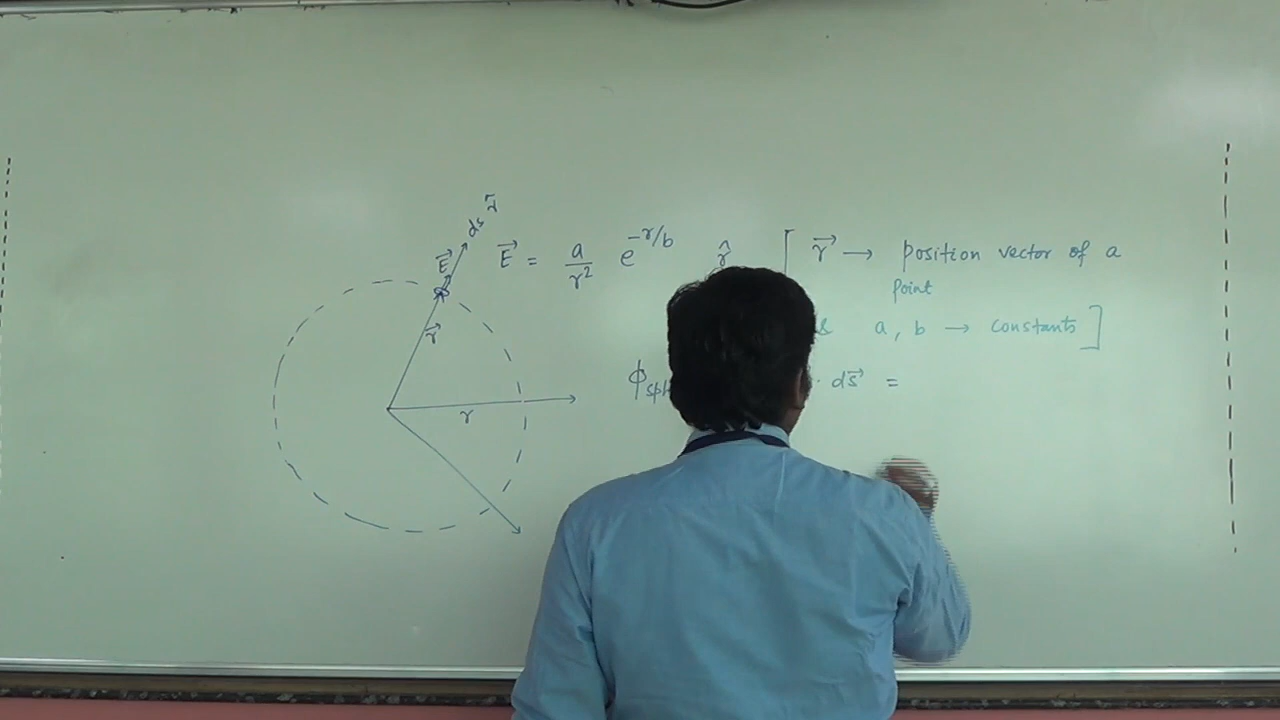 ds r̂
E⃗
E⃗ = a/r² e^(-r/b) r̂ [ r⃗ → position vector of a
point
r⃗
& a, b → constants ]
ϕ · ds⃗ =
r